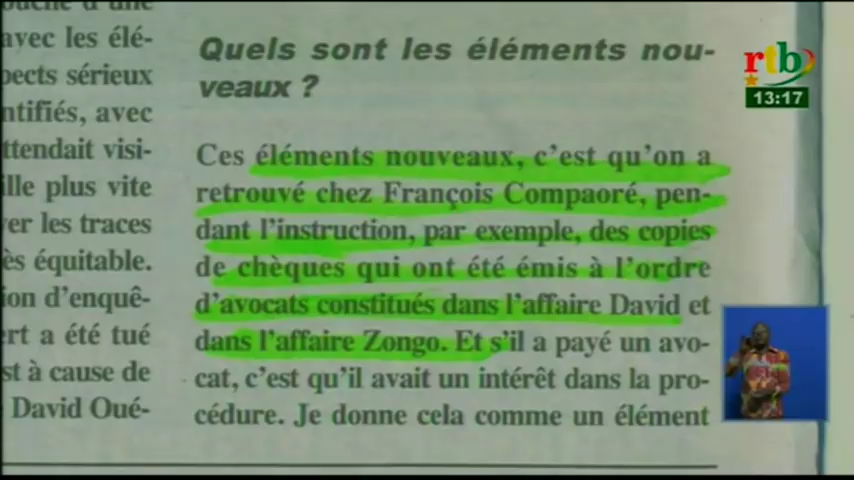 avec les élé-
pects sérieux
ntifiés, avec
ttendait visi-
ille plus vite
er les traces
ès équitable.
ion d'enquê-
rt a été tué
st à cause de
David Oué-
Quels sont les éléments nou-
veaux ?
Ces éléments nouveaux, c'est qu'on a
retrouvé chez François Compaoré, pen-
dant l'instruction, par exemple, des copies
de chèques qui ont été émis à l'ordre
d'avocats constitués dans l'affaire David et
dans l'affaire Zongo. Et s'il a payé un avo-
cat, c'est qu'il avait un intérêt dans la pro-
cédure. Je donne cela comme un élément
rtb
13:17